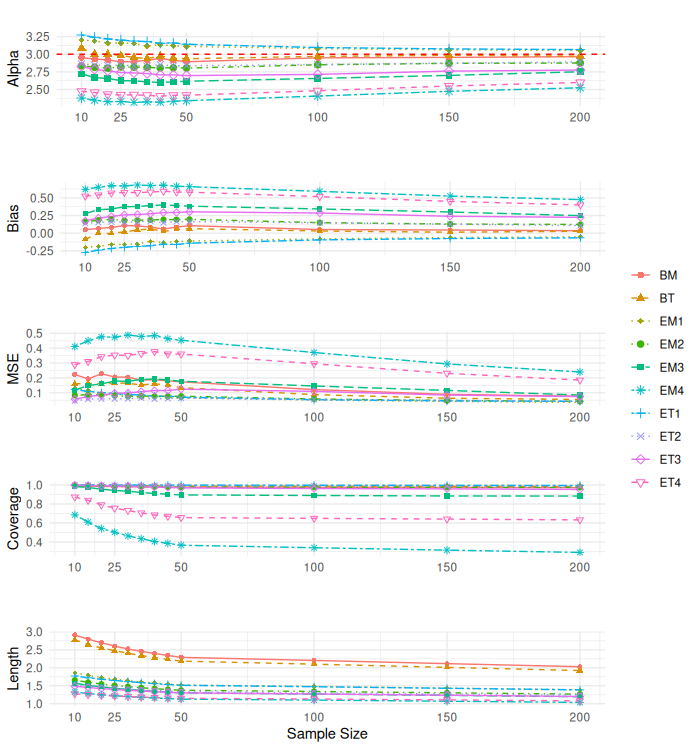 Alpha
3.25
3.00
2.75
2.50
10 25 50 100 150 200
Bias
0.50
0.25
0.00
-0.25
10 25 50 100 150 200
MSE
0.5
0.4
0.3
0.2
0.1
10 25 50 100 150 200
Coverage
1.0
0.8
0.6
0.4
10 25 50 100 150 200
Length
3.0
2.5
2.0
1.5
1.0
10 25 50 100 150 200
Sample Size
BM
BT
EM1
EM2
EM3
EM4
ET1
ET2
ET3
ET4